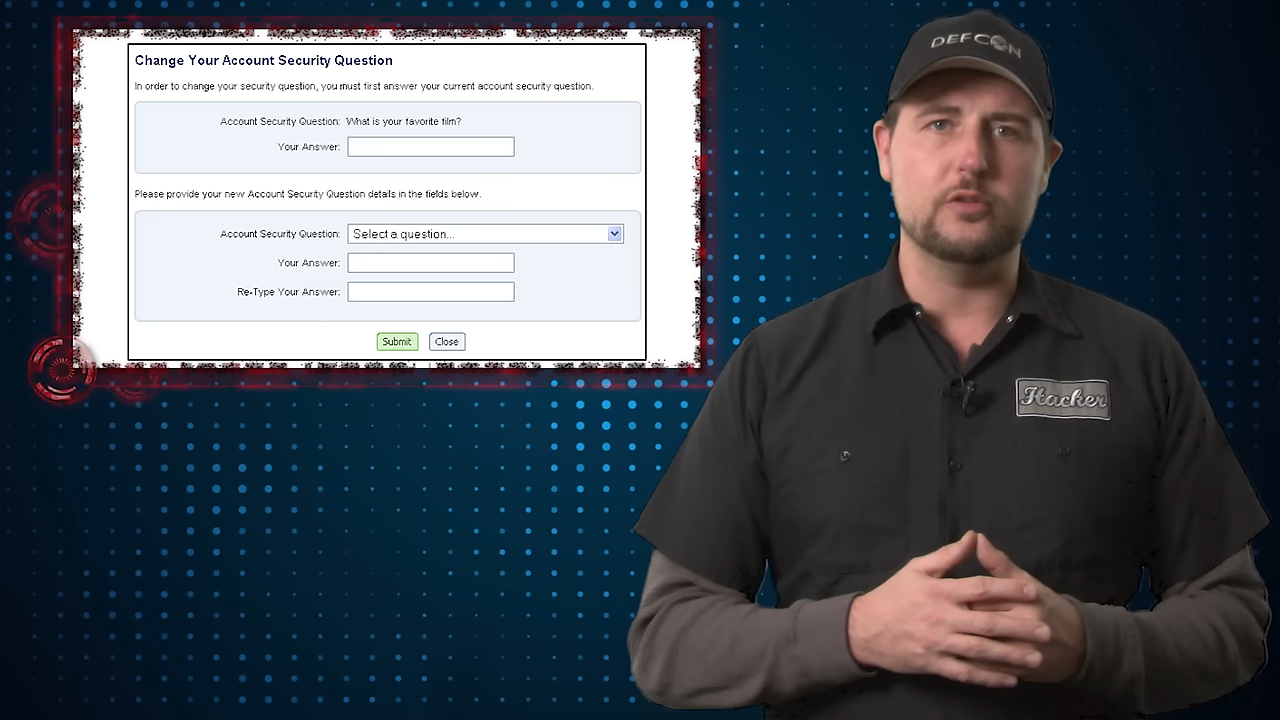 Change Your Account Security Question
In order to change your security question, you must first answer your current account security question.
Account Security Question: What is your favorite film?
Your Answer:
Please provide your new Account Security Question details in the fields below.
Account Security Question: Select a question...
Your Answer:
Re-Type Your Answer:
Submit Close
DEFCON
Hacker